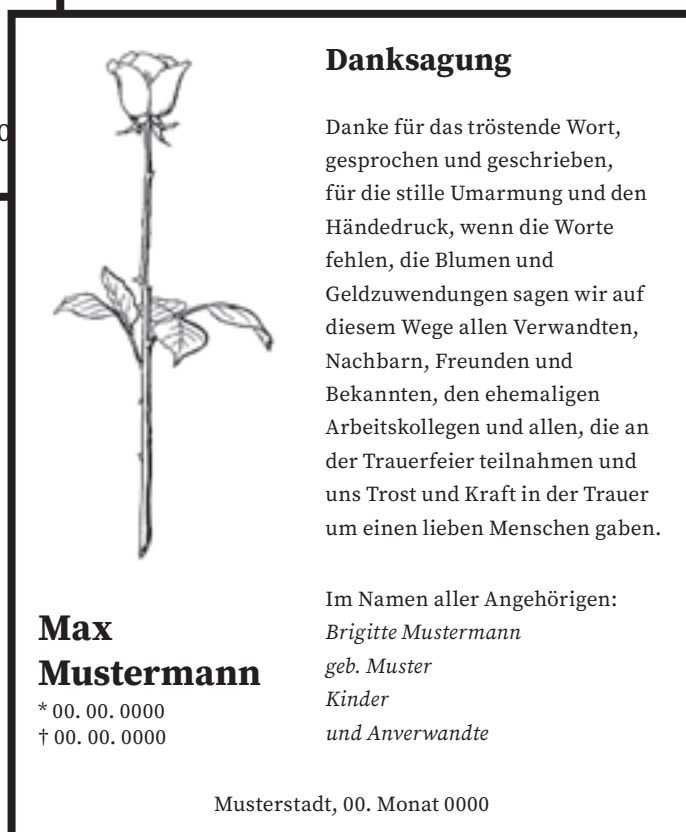 Danksagung
Danke für das tröstende Wort,
gesprochen und geschrieben,
für die stille Umarmung und den
Händedruck, wenn die Worte
fehlen, die Blumen und
Geldzuwendungen sagen wir auf
diesem Wege allen Verwandten,
Nachbarn, Freunden und
Bekannten, den ehemaligen
Arbeitskollegen und allen, die an
der Trauerfeier teilnahmen und
uns Trost und Kraft in der Trauer
um einen lieben Menschen gaben.
Im Namen aller Angehörigen:
Brigitte Mustermann
geb. Muster
Kinder
und Anverwandte
Max
Mustermann
* 00. 00. 0000
† 00. 00. 0000
Musterstadt, 00. Monat 0000